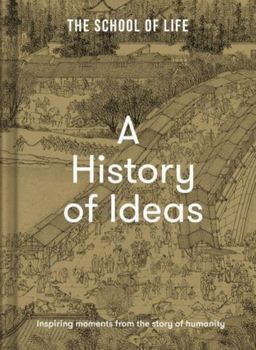 THE SCHOOL OF LIFE
A
History
of Ideas
Inspiring moments from the story of humanity